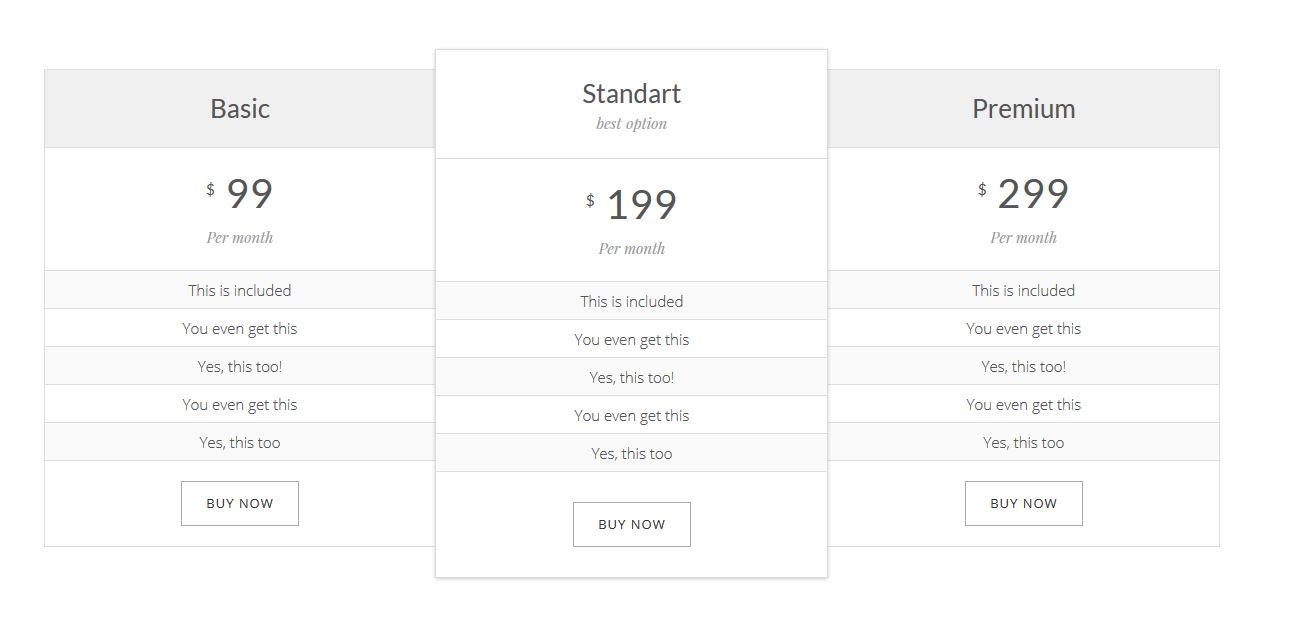 Basic
$ 99
Per month
This is included
You even get this
Yes, this too!
You even get this
Yes, this too
BUY NOW
Standart
best option
$ 199
Per month
This is included
You even get this
Yes, this too!
You even get this
Yes, this too
BUY NOW
Premium
$ 299
Per month
This is included
You even get this
Yes, this too!
You even get this
Yes, this too
BUY NOW